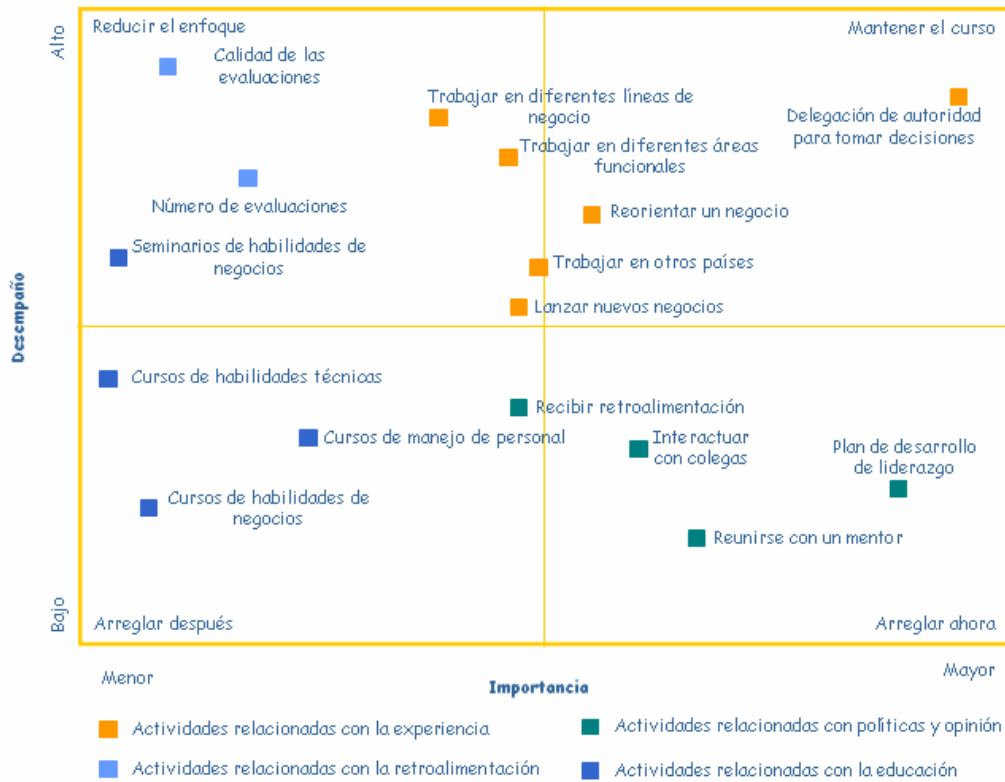 Alto
Reducir el enfoque
Mantener el curso
Calidad de las
evaluaciones
Trabajar en diferentes líneas de
negocio
Delegación de autoridad
para tomar decisiones
Trabajar en diferentes áreas
funcionales
Número de evaluaciones
Reorientar un negocio
Seminarios de habilidades de
negocios
Trabajar en otros países
Lanzar nuevos negocios
Desempaño
Cursos de habilidades técnicas
Recibir retroalimentación
Cursos de manejo de personal
Interactuar
con colegas
Plan de desarrollo
de liderazgo
Cursos de habilidades de
negocios
Reunirse con un mentor
Bajo
Arreglar después
Arreglar ahora
Menor
Importancia
Mayor
Actividades relacionadas con la experiencia
Actividades relacionadas con políticas y opinión
Actividades relacionadas con la retroalimentación
Actividades relacionadas con la educación